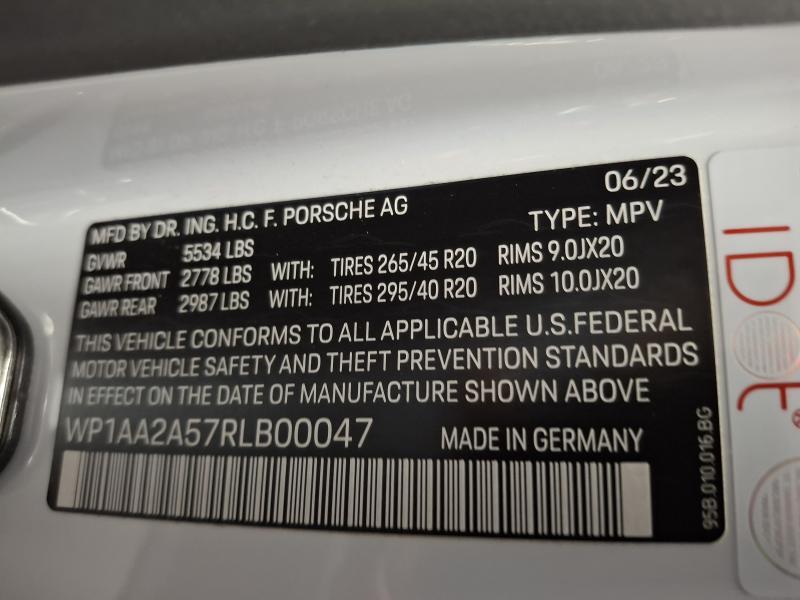 06/23
MFD BY DR. ING. H.C. F. PORSCHE AG
TYPE: MPV
GVWR 5534 LBS
GAWR FRONT 2778 LBS WITH: TIRES 265/45 R20 RIMS 9.0JX20
GAWR REAR 2987 LBS WITH: TIRES 295/40 R20 RIMS 10.0JX20
THIS VEHICLE CONFORMS TO ALL APPLICABLE U.S.FEDERAL
MOTOR VEHICLE SAFETY AND THEFT PREVENTION STANDARDS
IN EFFECT ON THE DATE OF MANUFACTURE SHOWN ABOVE
WP1AA2A57RLB00047 MADE IN GERMANY
95B.010.016.BG